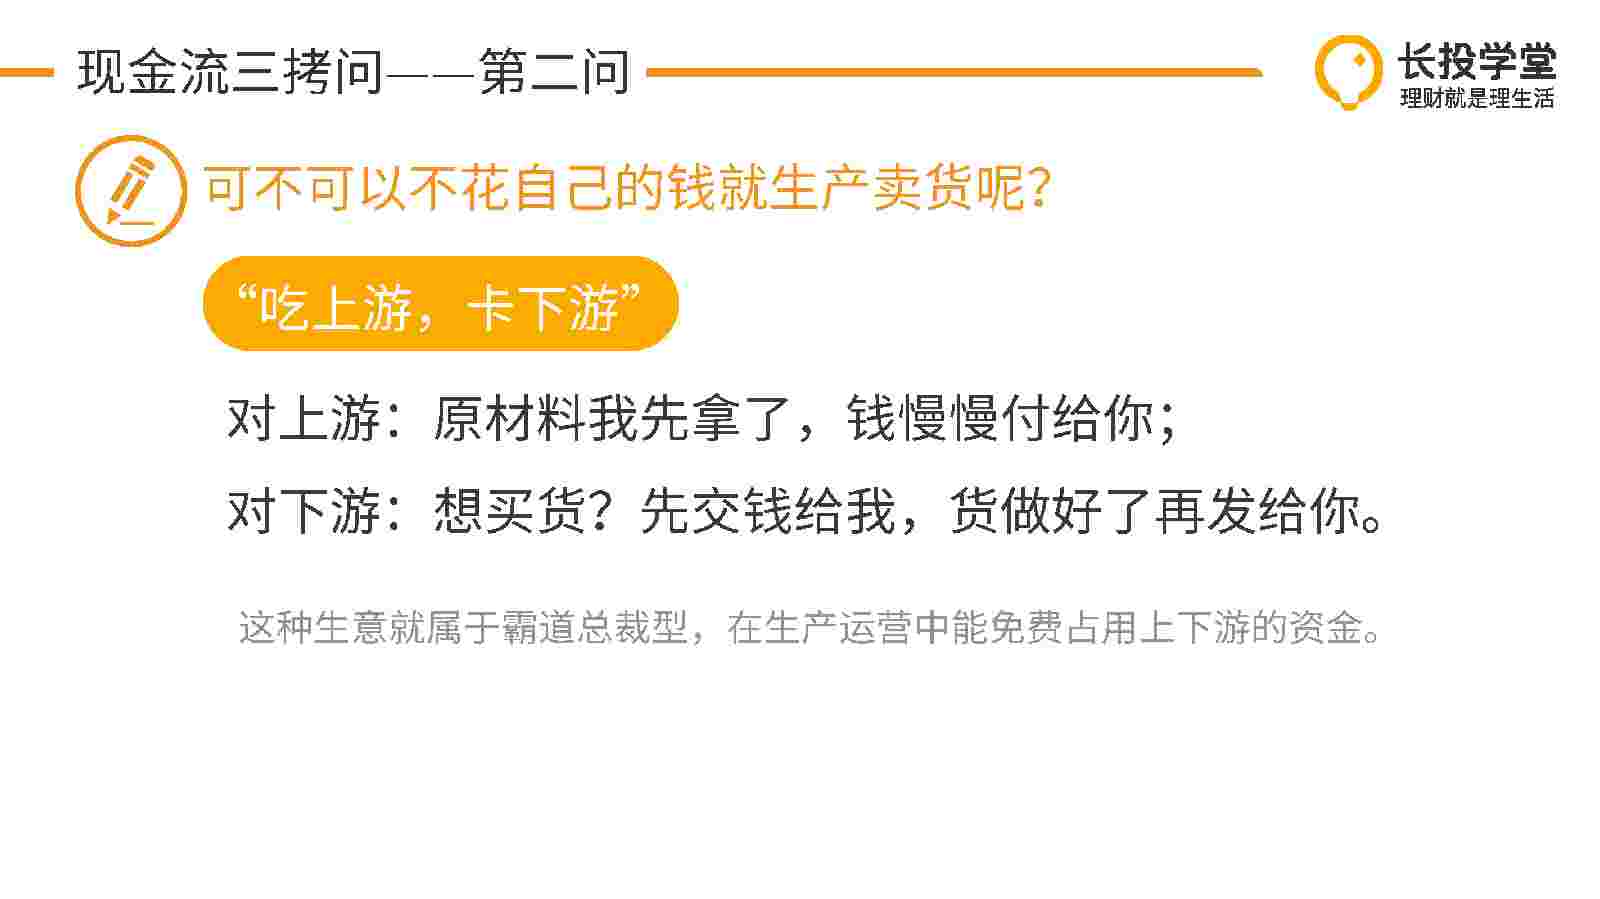 现金流三拷问——第二问
长投学堂
理财就是理生活
可不可以不花自己的钱就生产卖货呢？
“吃上游，卡下游”
对上游：原材料我先拿了，钱慢慢付给你；
对下游：想买货？先交钱给我，货做好了再发给你。
这种生意就属于霸道总裁型，在生产运营中能免费占用上下游的资金。